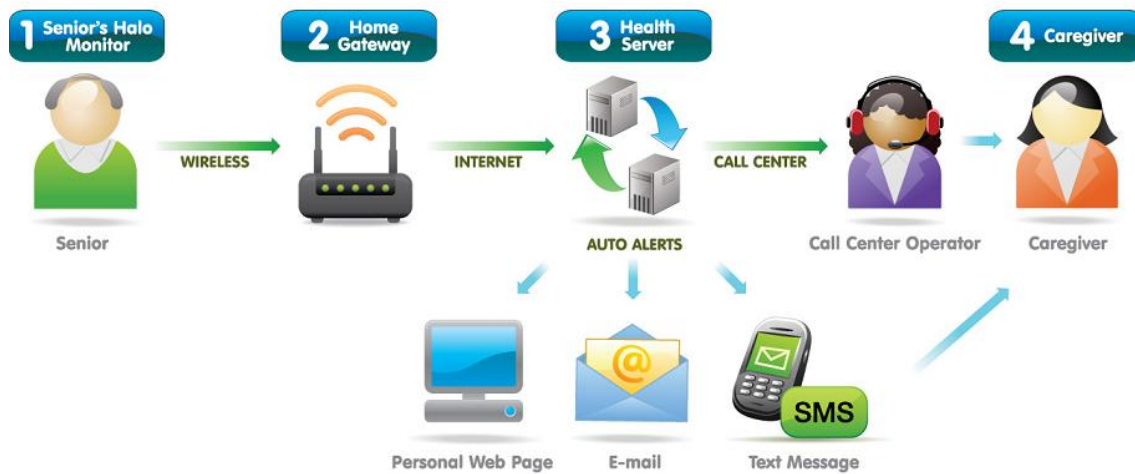 1 Senior's Halo
Monitor
2 Home
Gateway
3 Health
Server
4 Caregiver
WIRELESS
INTERNET
CALL CENTER
Senior
AUTO ALERTS
Call Center Operator
Caregiver
@
SMS
Personal Web Page
E-mail
Text Message